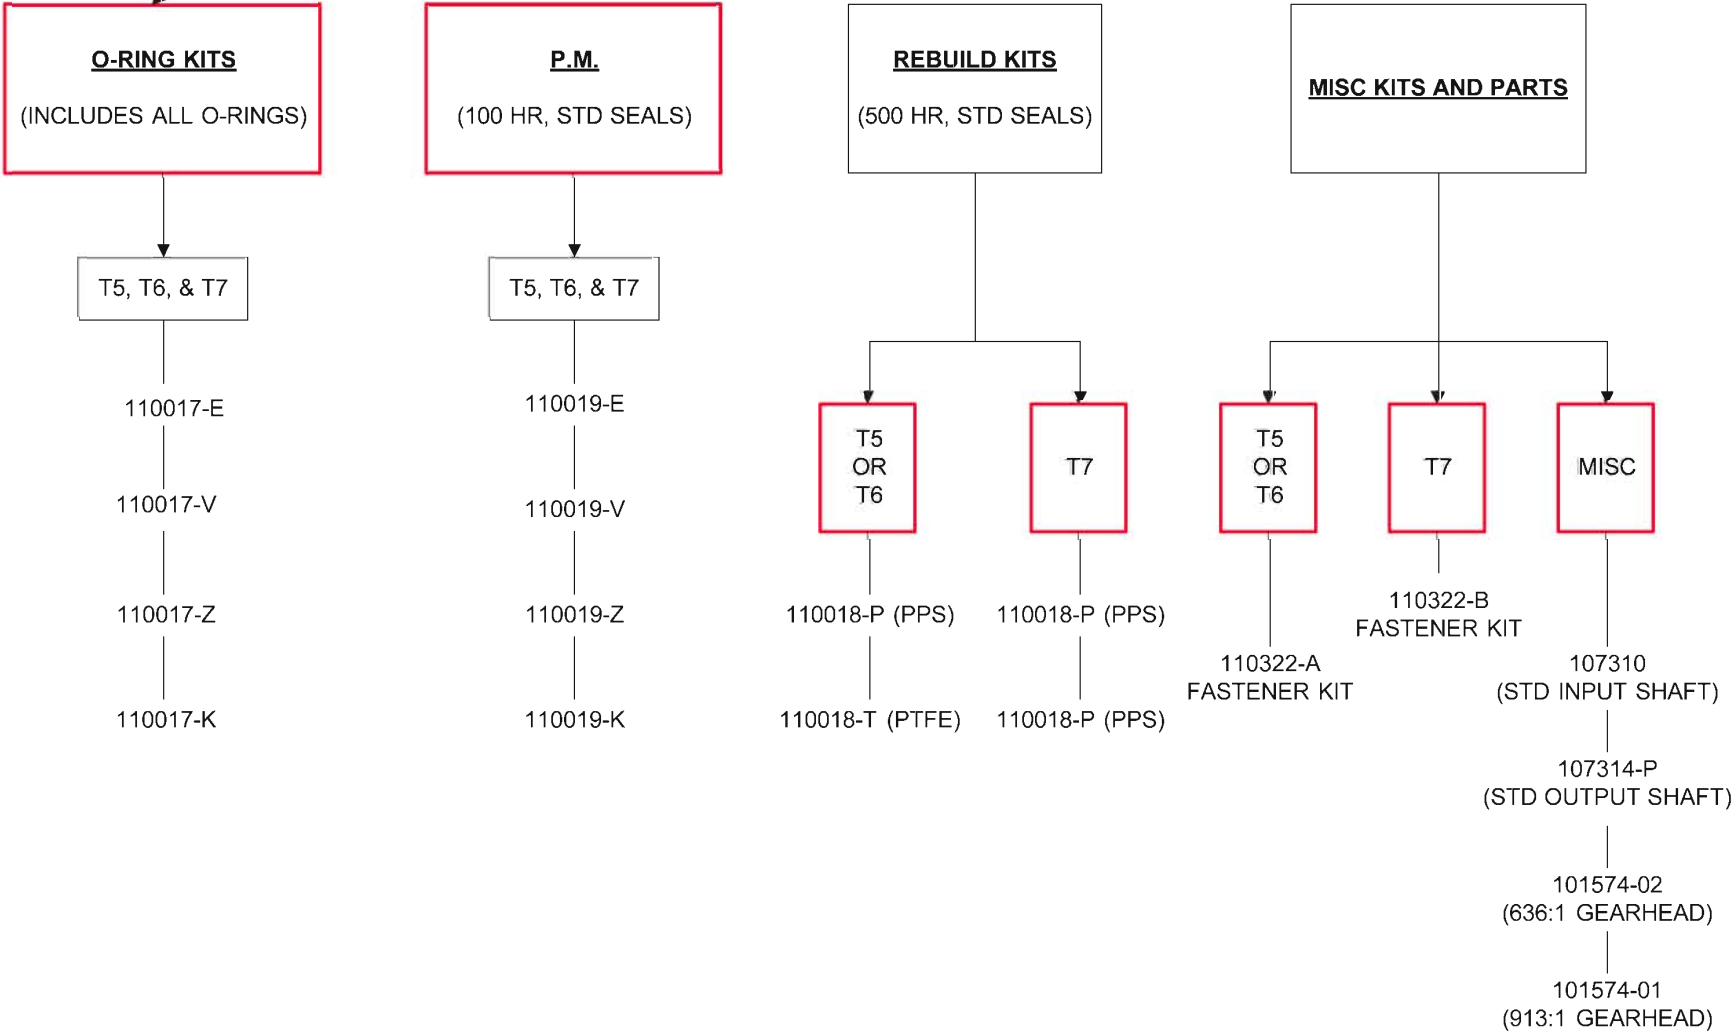 O-RING KITS
(INCLUDES ALL O-RINGS)
T5, T6, & T7
110017-E
110017-V
110017-Z
110017-K
P.M.
(100 HR, STD SEALS)
T5, T6, & T7
110019-E
110019-V
110019-Z
110019-K
REBUILD KITS
(500 HR, STD SEALS)
T5
OR
T6
110018-P (PPS)
110018-T (PTFE)
T7
110018-P (PPS)
110018-P (PPS)
MISC KITS AND PARTS
T5
OR
T6
110322-A
FASTENER KIT
T7
110322-B
FASTENER KIT
MISC
107310
(STD INPUT SHAFT)
107314-P
(STD OUTPUT SHAFT)
101574-02
(636:1 GEARHEAD)
101574-01
(913:1 GEARHEAD)